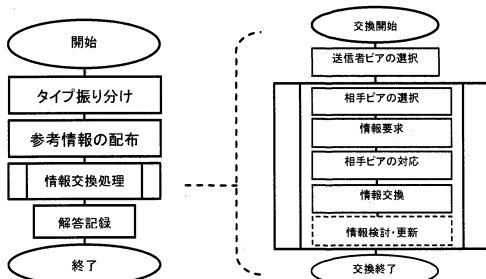 開始
タイプ振り分け
参考情報の配布
情報交換処理
解答記録
終了
交換開始
送信者ピアの選択
相手ピアの選択
情報要求
相手ピアの対応
情報交換
情報検討・更新
交換終了